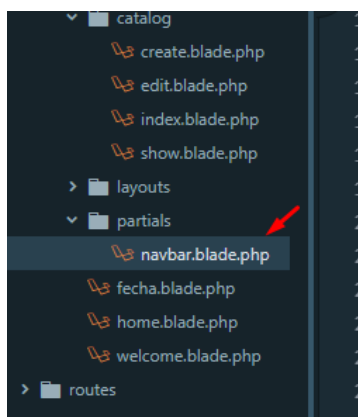 catalog
create.blade.php
edit.blade.php
index.blade.php
show.blade.php
layouts
partials
navbar.blade.php
fecha.blade.php
home.blade.php
welcome.blade.php
routes